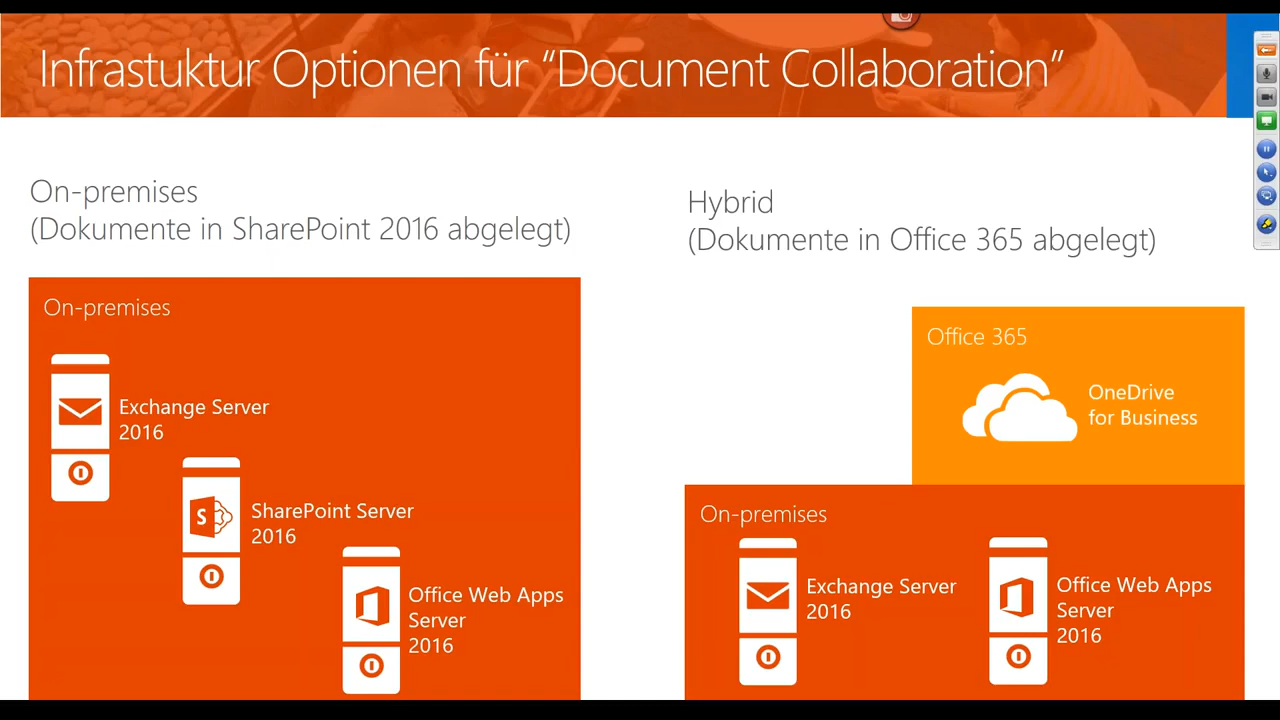 Infrastuktur Optionen für “Document Collaboration”
On-premises
(Dokumente in SharePoint 2016 abgelegt)
On-premises
Exchange Server
2016
S
SharePoint Server
2016
Office Web Apps
Server
2016
Hybrid
(Dokumente in Office 365 abgelegt)
Office 365
OneDrive
for Business
On-premises
Exchange Server
2016
Office Web Apps
Server
2016